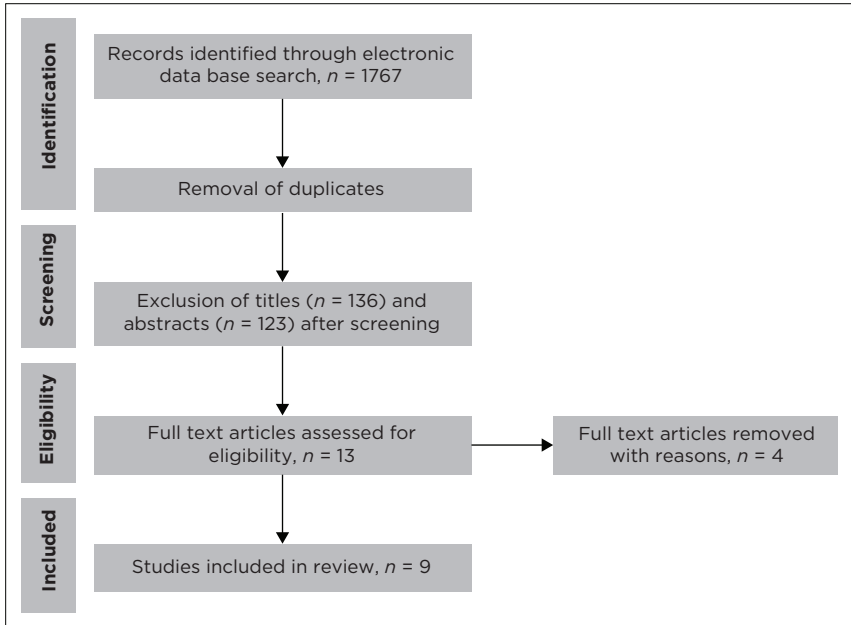 Identification
Records identified through electronic
data base search, n = 1767
Removal of duplicates
Screening
Exclusion of titles (n = 136) and
abstracts (n = 123) after screening
Eligibility
Full text articles assessed for
eligibility, n = 13
Full text articles removed
with reasons, n = 4
Included
Studies included in review, n = 9